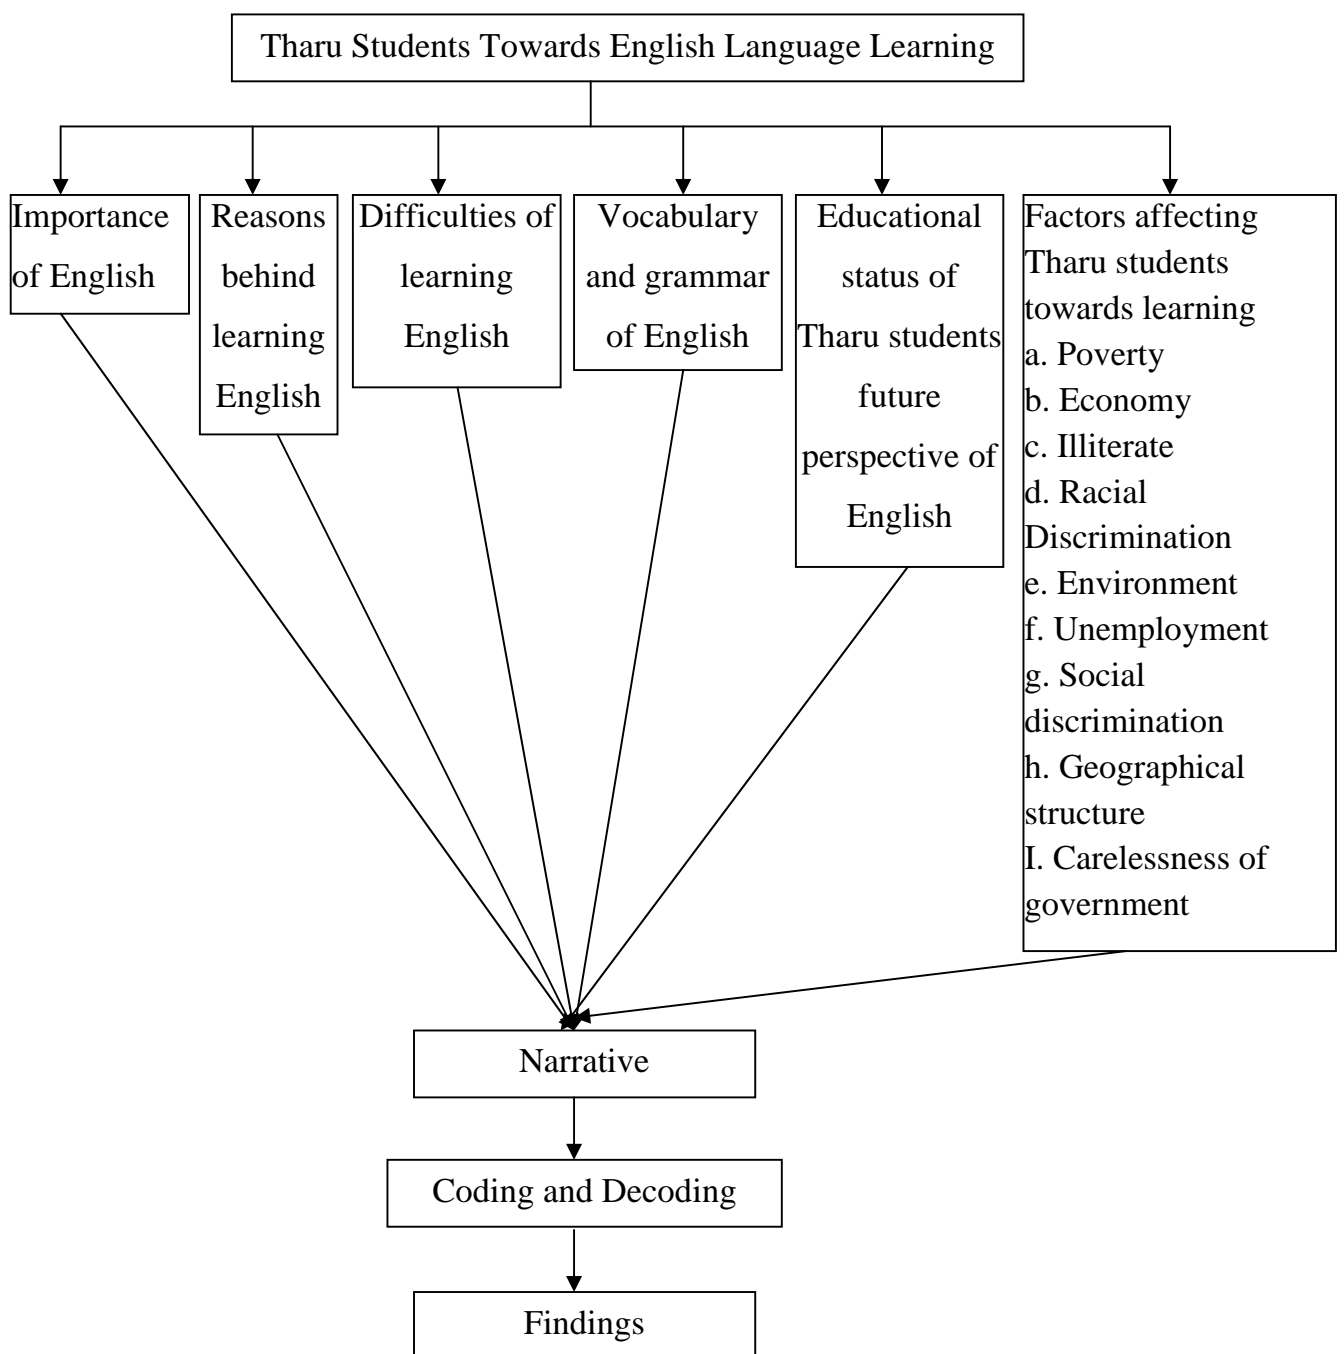 Tharu Students Towards English Language Learning
Importance
of English
Reasons
behind
learning
English
Difficulties of
learning
English
Vocabulary
and grammar
of English
Educational
status of
Tharu students
future
perspective of
English
Factors affecting
Tharu students
towards learning
a. Poverty
b. Economy
c. Illiterate
d. Racial
Discrimination
e. Environment
f. Unemployment
g. Social
discrimination
h. Geographical
structure
I. Carelessness of
government
Narrative
Coding and Decoding
Findings